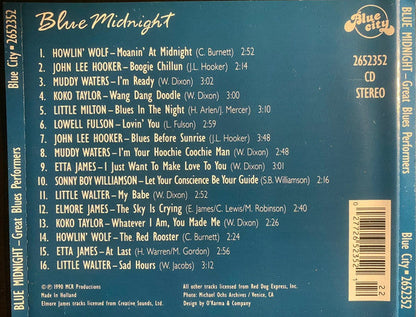 Blue Midnight
Blue city
2652352
CD
STEREO
1. HOWLIN' WOLF – Moanin' At Midnight (C. Burnett) 2:52
2. JOHN LEE HOOKER – Boogie Chillun (J.L. Hooker) 2:14
3. MUDDY WATERS – I'm Ready (W. Dixon) 3:02
4. KOKO TAYLOR – Wang Dang Doodle (W. Dixon) 3:00
5. LITTLE MILTON – Blues In The Night (H. Arlen/J. Mercer) 3:10
6. LOWELL FULSON – Lovin' You (L. Fulson) 2:59
7. JOHN LEE HOOKER – Blues Before Sunrise (J.L. Hooker) 3:48
8. MUDDY WATERS – I'm Your Hoochie Coochie Man (W. Dixon) 2:48
9. ETTA JAMES – I Just Want To Make Love To You (W. Dixon) 3:01
10. SONNY BOY WILLIAMSON – Let Your Conscience Be Your Guide (S.B. Williamson) 2:16
11. LITTLE WALTER – My Babe (W. Dixon) 2:35
12. ELMORE JAMES – The Sky Is Crying (E. James/C. Lewis/M. Robinson) 2:40
13. KOKO TAYLOR – Whatever I Am, You Made Me (W. Dixon) 2:41
14. HOWLIN' WOLF – The Red Rooster (C. Burnett) 2:24
15. ETTA JAMES – At Last (H. Warren/M. Gordon) 2:56
16. LITTLE WALTER – Sad Hours (W. Jacobs) 3:12
©℗ 1990 MCR Productions
Made in Holland
Elmore James tracks licensed from Creative Sounds, Ltd.
All other tracks licensed from Red Dog Express, Inc.
Photo: Michael Ochs Archives / Venice, CA
Design by O'Karma & Company
22
BLUE MIDNIGHT – Great Blues Performers
Blue City • 2652352
BLUE MIDNIGHT – Great Blues Performers
Blue City • 2652352